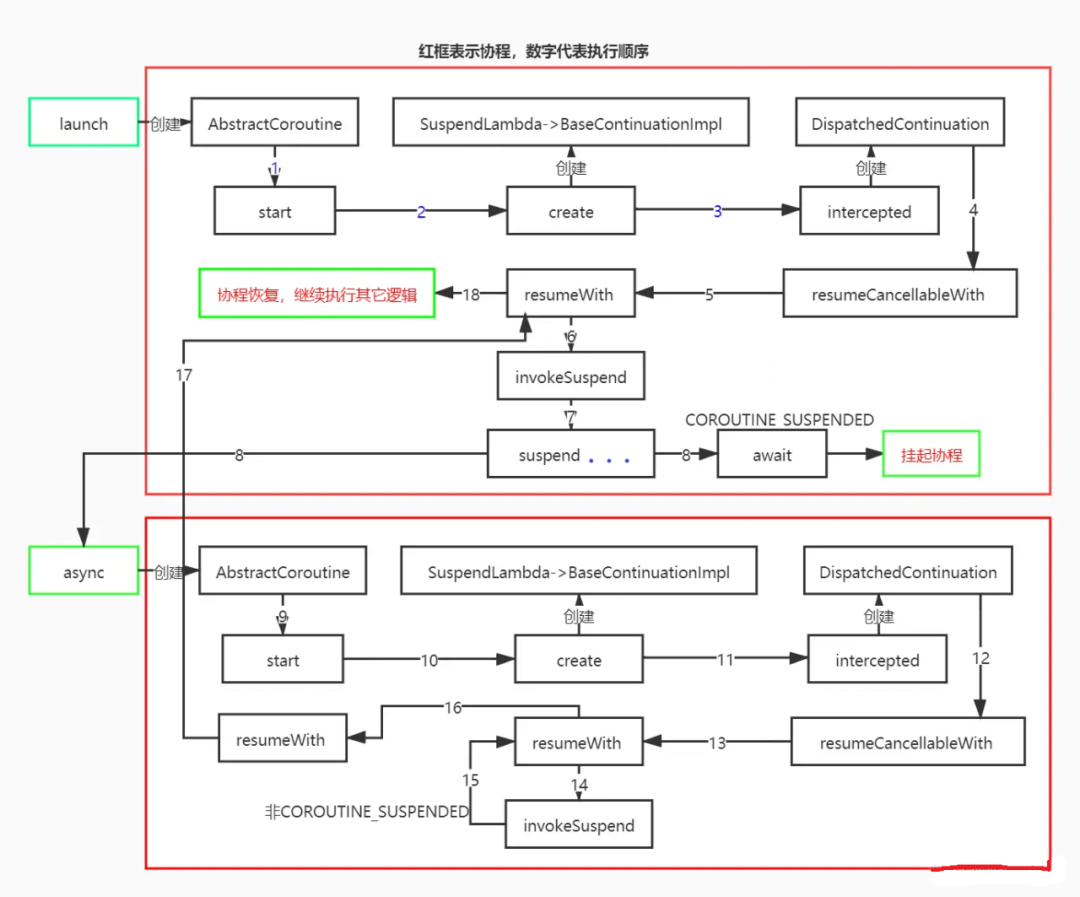 红框表示协程，数字代表执行顺序
launch
创建
AbstractCoroutine
SuspendLambda->BaseContinuationImpl
DispatchedContinuation
1
创建
创建
start
2
create
3
intercepted
4
协程恢复，继续执行其它逻辑
18
resumeWith
5
resumeCancellableWith
6
17
invokeSuspend
7
COROUTINE_SUSPENDED
8
suspend . . .
8
await
挂起协程
async
创建
AbstractCoroutine
SuspendLambda->BaseContinuationImpl
DispatchedContinuation
9
创建
创建
start
10
create
11
intercepted
12
16
resumeWith
resumeWith
13
resumeCancellableWith
15
14
非COROUTINE_SUSPENDED
invokeSuspend